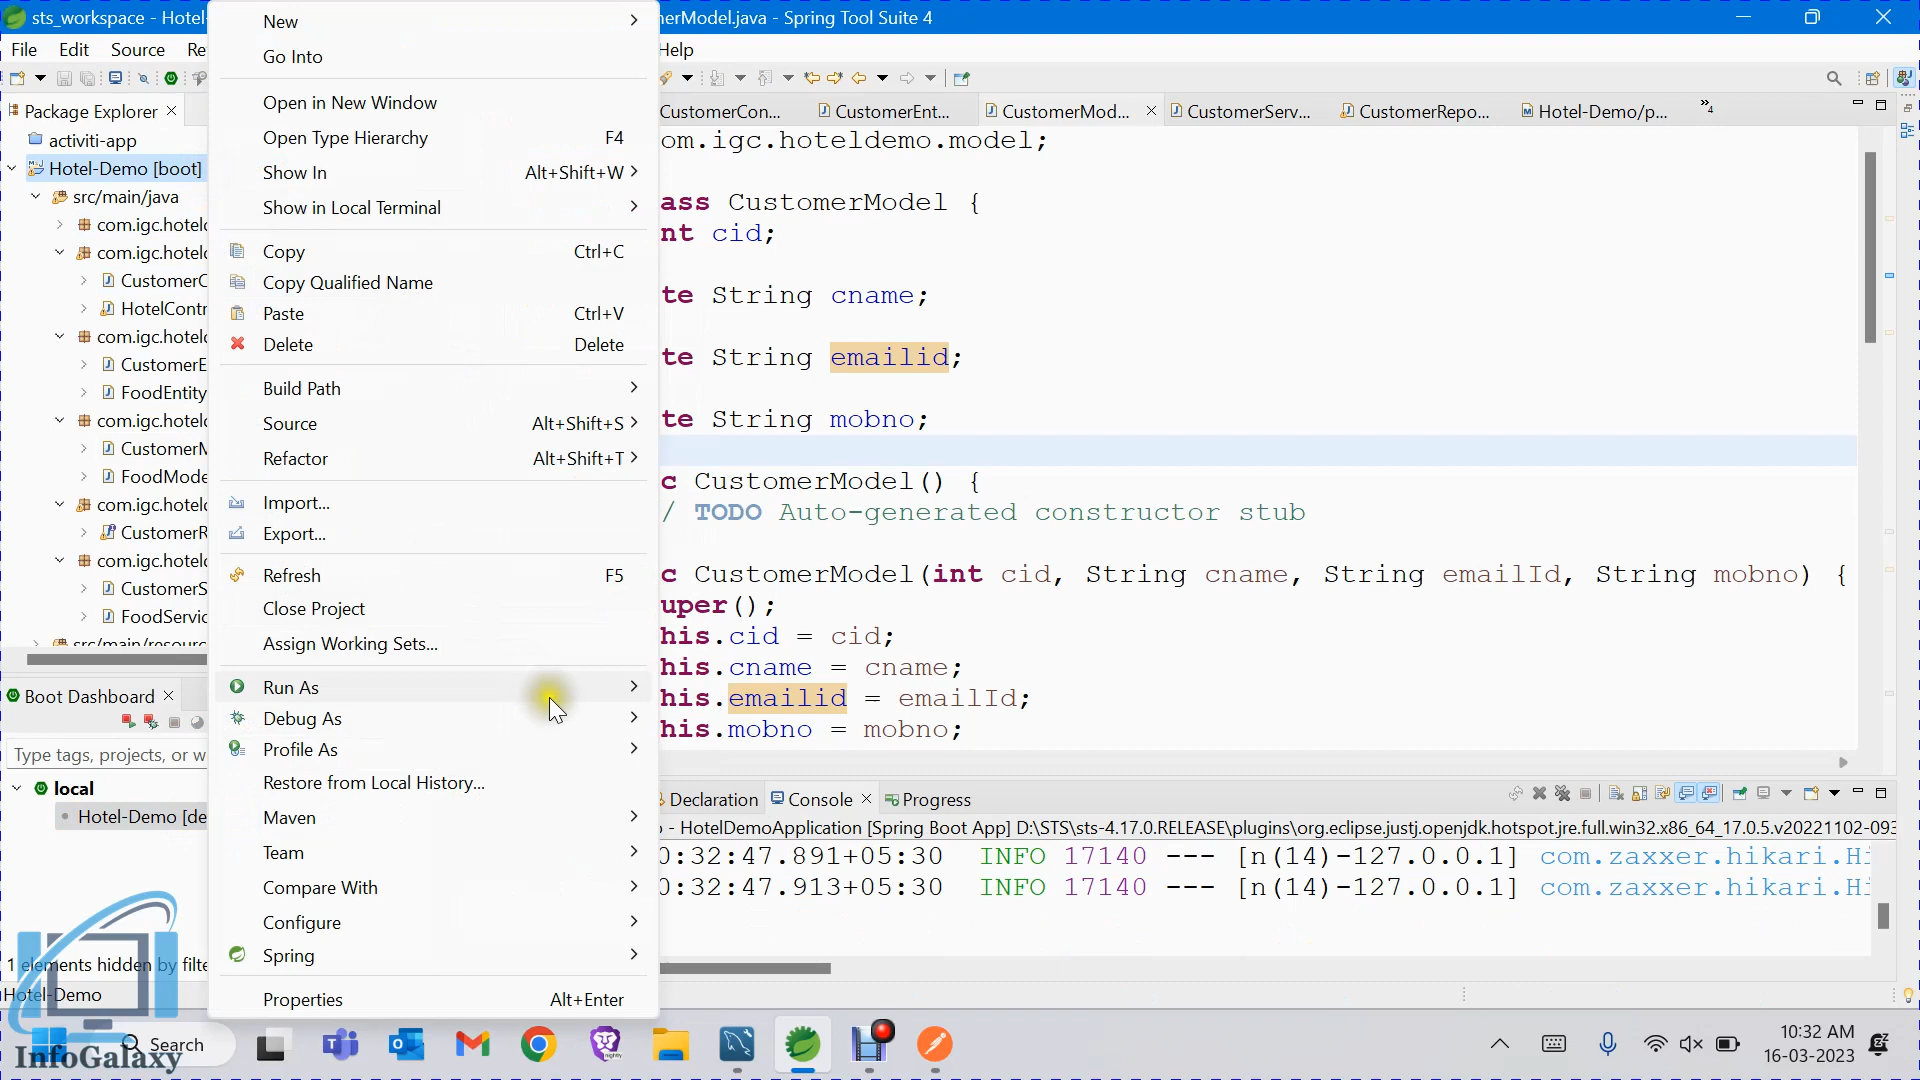 sts_workspace - Hotel-
erModel.java - Spring Tool Suite 4
File Edit Source Re
Help
Package Explorer
activiti-app
Hotel-Demo [boot]
src/main/java
com.igc.hotelc
com.igc.hotelc
CustomerC
HotelContr
com.igc.hotelc
CustomerE
FoodEntity
com.igc.hotelc
CustomerM
FoodMode
com.igc.hotelc
CustomerR
com.igc.hotelc
CustomerS
FoodServic
src/main/resourc
Boot Dashboard
Type tags, projects, or w
local
Hotel-Demo [de
1 elements hidden by filte
Hotel-Demo
New
Go Into
Open in New Window
Open Type Hierarchy F4
Show In Alt+Shift+W
Show in Local Terminal
Copy Ctrl+C
Copy Qualified Name
Paste Ctrl+V
Delete Delete
Build Path
Source Alt+Shift+S
Refactor Alt+Shift+T
Import...
Export...
Refresh F5
Close Project
Assign Working Sets...
Run As
Debug As
Profile As
Restore from Local History...
Maven
Team
Compare With
Configure
Spring
Properties Alt+Enter
CustomerCon... CustomerEnt... CustomerMod... CustomerServ... CustomerRepo... Hotel-Demo/p... »4
om.igc.hoteldemo.model;
ass CustomerModel {
nt cid;
te String cname;
te String emailid;
te String mobno;
c CustomerModel() {
/ TODO Auto-generated constructor stub
c CustomerModel(int cid, String cname, String emailId, String mobno) {
uper();
his.cid = cid;
his.cname = cname;
his.emailid = emailId;
his.mobno = mobno;
Declaration Console Progress
- HotelDemoApplication [Spring Boot App] D:\STS\sts-4.17.0.RELEASE\plugins\org.eclipse.justj.openjdk.hotspot.jre.full.win32.x86_64_17.0.5.v20221102-093
0:32:47.891+05:30 INFO 17140 --- [n(14)-127.0.0.1] com.zaxxer.hikari.Hi
0:32:47.913+05:30 INFO 17140 --- [n(14)-127.0.0.1] com.zaxxer.hikari.Hi
InfoGalaxy
Search
10:32 AM
16-03-2023